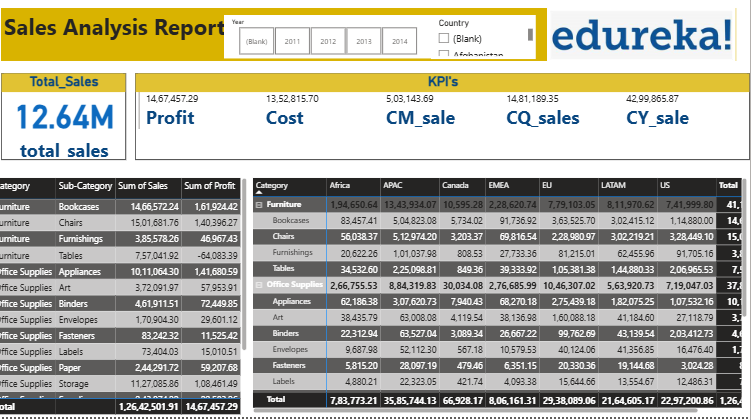 Sales Analysis Report
Year
(Blank) 2011 2012 2013 2014
Country
(Blank)
Afghanistan
edureka!
Total_Sales
12.64M
total sales
KPI's
14,67,457.29 13,52,815.70 5,03,143.69 14,81,189.35 42,99,865.87
Profit Cost CM_sale CQ_sales CY_sale
ategory Sub-Category Sum of Sales Sum of Profit
urniture Bookcases 14,66,572.24 1,61,924.42
urniture Chairs 15,01,681.76 1,40,396.27
urniture Furnishings 3,85,578.26 46,967.43
urniture Tables 7,57,041.92 -64,083.39
ffice Supplies Appliances 10,11,064.30 1,41,680.59
ffice Supplies Art 3,72,091.97 57,953.91
ffice Supplies Binders 4,61,911.51 72,449.85
ffice Supplies Envelopes 1,70,904.30 29,601.12
ffice Supplies Fasteners 83,242.32 11,525.42
ffice Supplies Labels 73,404.03 15,010.51
ffice Supplies Paper 2,44,291.72 59,207.68
ffice Supplies Storage 11,27,085.86 1,08,461.49
otal 1,26,42,501.91 14,67,457.29
Category Africa APAC Canada EMEA EU LATAM US Total
Furniture 1,94,650.64 13,43,934.07 10,595.28 2,28,620.74 7,79,103.05 8,11,970.62 7,41,999.80 41,
Bookcases 83,457.41 5,04,823.08 5,734.02 91,736.92 3,63,525.70 3,02,415.12 1,14,880.00 14,6
Chairs 56,038.37 5,12,974.20 3,203.37 69,816.54 2,28,980.97 3,02,219.21 3,28,449.10 15,0
Furnishings 20,622.26 1,01,037.98 808.53 27,733.36 81,215.01 62,455.96 91,705.16 3,8
Tables 34,532.60 2,25,098.81 849.36 39,333.92 1,05,381.38 1,44,880.33 2,06,965.53 7,5
Office Supplies 2,66,755.53 8,84,319.83 30,034.08 2,76,685.99 10,46,307.02 5,63,920.73 7,19,047.03 37,8
Appliances 62,186.38 3,07,620.73 7,940.43 68,270.18 2,75,439.18 1,82,075.25 1,07,532.16 10,1
Art 38,435.79 63,008.08 4,119.54 38,136.98 1,60,088.18 41,184.60 27,118.79 3,7
Binders 22,312.94 63,527.04 3,089.34 26,667.22 99,762.69 43,139.54 2,03,412.73 4,6
Envelopes 9,687.98 52,112.30 567.18 10,579.53 40,124.06 41,356.85 16,476.40 1,7
Fasteners 5,815.20 28,097.19 479.46 6,351.15 20,330.36 19,144.68 3,024.28
Labels 4,880.21 22,323.05 421.74 4,093.38 15,644.66 13,554.67 12,486.31
Total 7,83,773.21 35,85,744.13 66,928.17 8,06,161.31 29,38,089.06 21,64,605.17 22,97,200.86 1,26,4